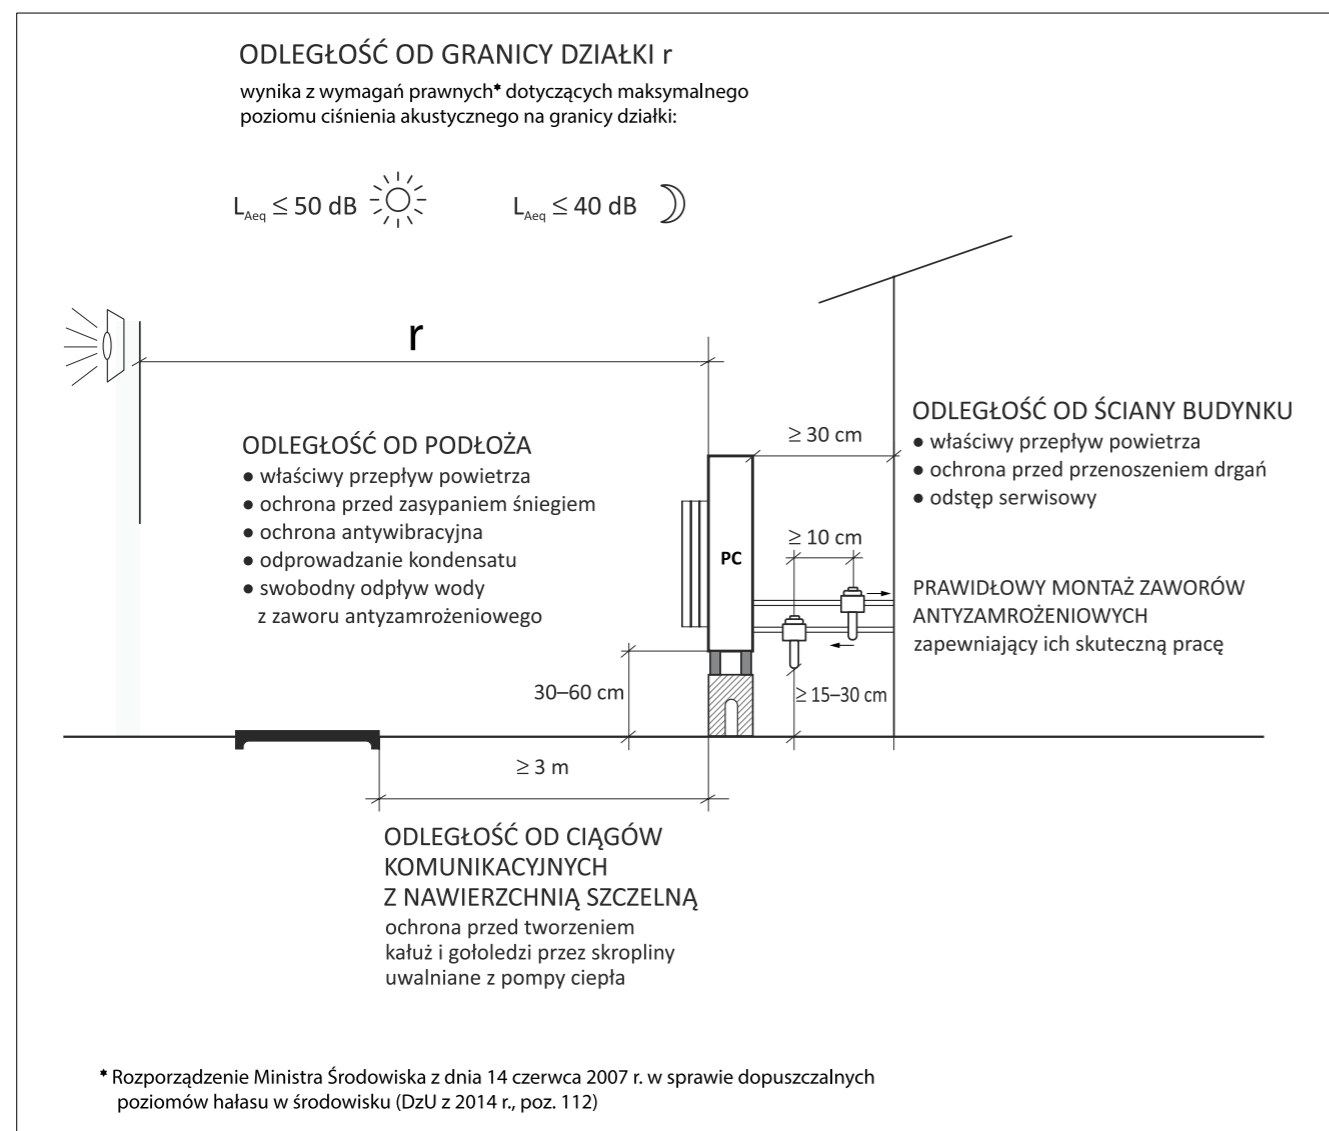 ODLEGŁOŚĆ OD GRANICY DZIAŁKI r
wynika z wymagań prawnych* dotyczących maksymalnego
poziomu ciśnienia akustycznego na granicy działki:
LAeq ≤ 50 dB
LAeq ≤ 40 dB
r
ODLEGŁOŚĆ OD PODŁOŻA
● właściwy przepływ powietrza
● ochrona przed zasypaniem śniegiem
● ochrona antywibracyjna
● odprowadzanie kondensatu
● swobodny odpływ wody
z zaworu antyzamrożeniowego
≥ 30 cm
ODLEGŁOŚĆ OD ŚCIANY BUDYNKU
● właściwy przepływ powietrza
● ochrona przed przenoszeniem drgań
● odstęp serwisowy
≥ 10 cm
PC
PRAWIDŁOWY MONTAŻ ZAWORÓW
ANTYZAMROŻENIOWYCH
zapewniający ich skuteczną pracę
30–60 cm
≥ 15–30 cm
≥ 3 m
ODLEGŁOŚĆ OD CIĄGÓW
KOMUNIKACYJNYCH
Z NAWIERZCHNIĄ SZCZELNĄ
ochrona przed tworzeniem
kałuż i gołoledzi przez skropliny
uwalniane z pompy ciepła
* Rozporządzenie Ministra Środowiska z dnia 14 czerwca 2007 r. w sprawie dopuszczalnych
poziomów hałasu w środowisku (DzU z 2014 r., poz. 112)